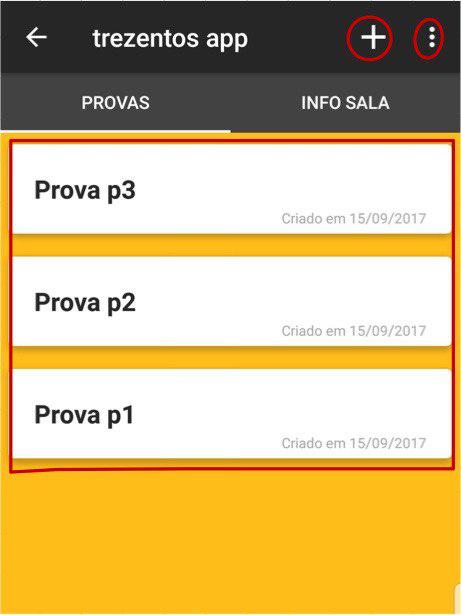 trezentos app
PROVAS
INFO SALA
Prova p3
Criado em 15/09/2017
Prova p2
Criado em 15/09/2017
Prova p1
Criado em 15/09/2017